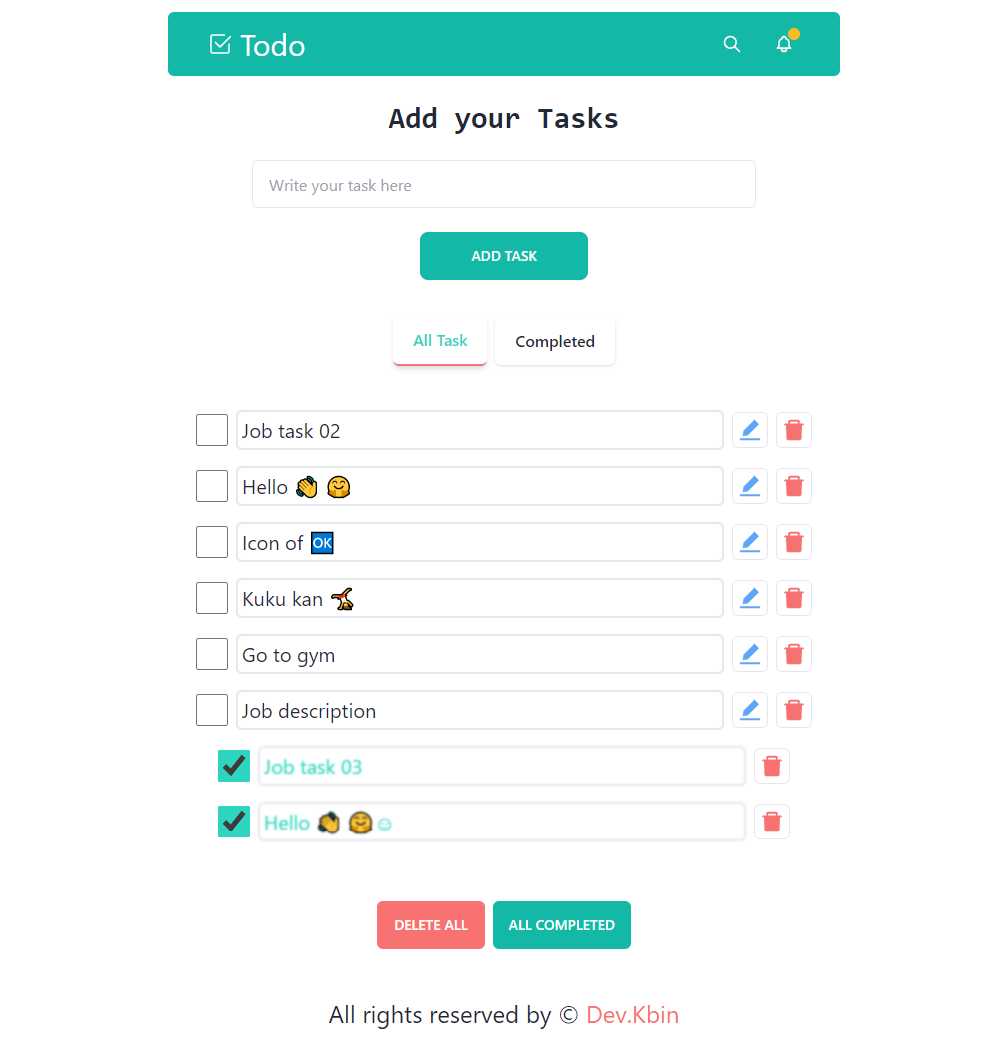 Todo
Add your Tasks
Write your task here
ADD TASK
All Task Completed
Job task 02
Hello 👏 🤗
Icon of 🆗
Kuku kan 🤸
Go to gym
Job description
Job task 03
Hello 👏 🤗☺
DELETE ALL ALL COMPLETED
All rights reserved by © Dev.Kbin